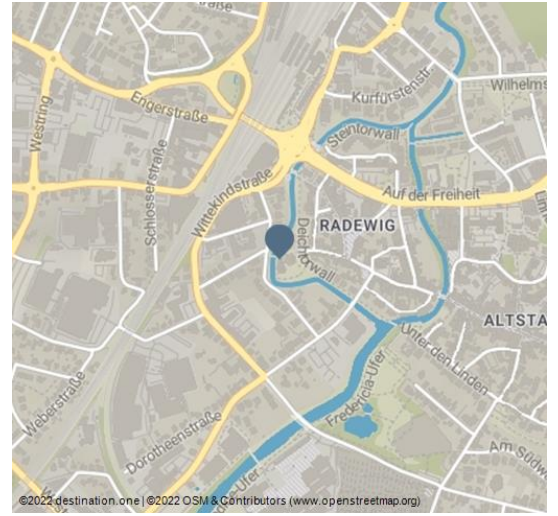 Kurfürstenstr.
Wilhelms
Engerstraße
Steintorwall
Westring
Schlosserstraße
Wittekindstraße
Auf der Freiheit
Deichtorwall
RADEWIG
ALTSTA
Unter den Linden
Fredericia-Ufer
Weberstraße
Dorotheenstraße
Am Südw
©2022 destination.one | ©2022 OSM & Contributors (www.openstreetmap.org)